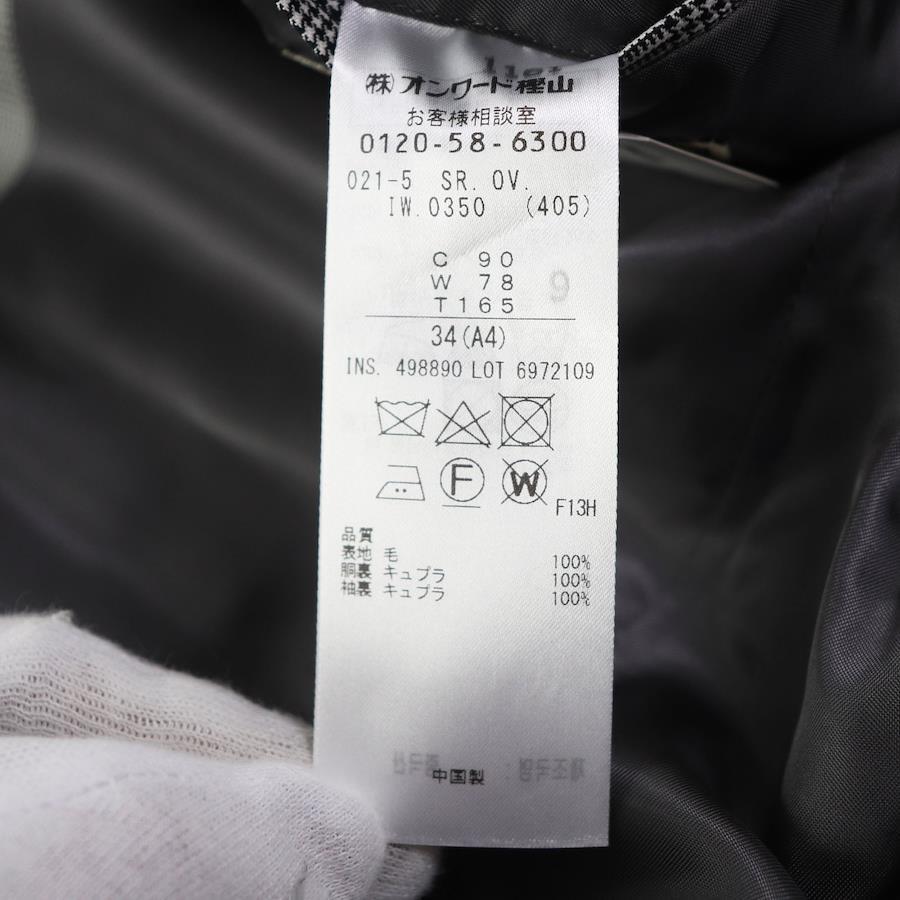 (株)オンワード樫山
お客様相談室
0120-58-6300
021-5 SR. OV.
IW. 0350 (405)
C 90
W 78
T165
34(A4)
INS. 498890 LOT 6972109
F
W
F13H
品質
表地 毛 100%
胴裏 キュプラ 100%
袖裏 キュプラ 100%
中国製